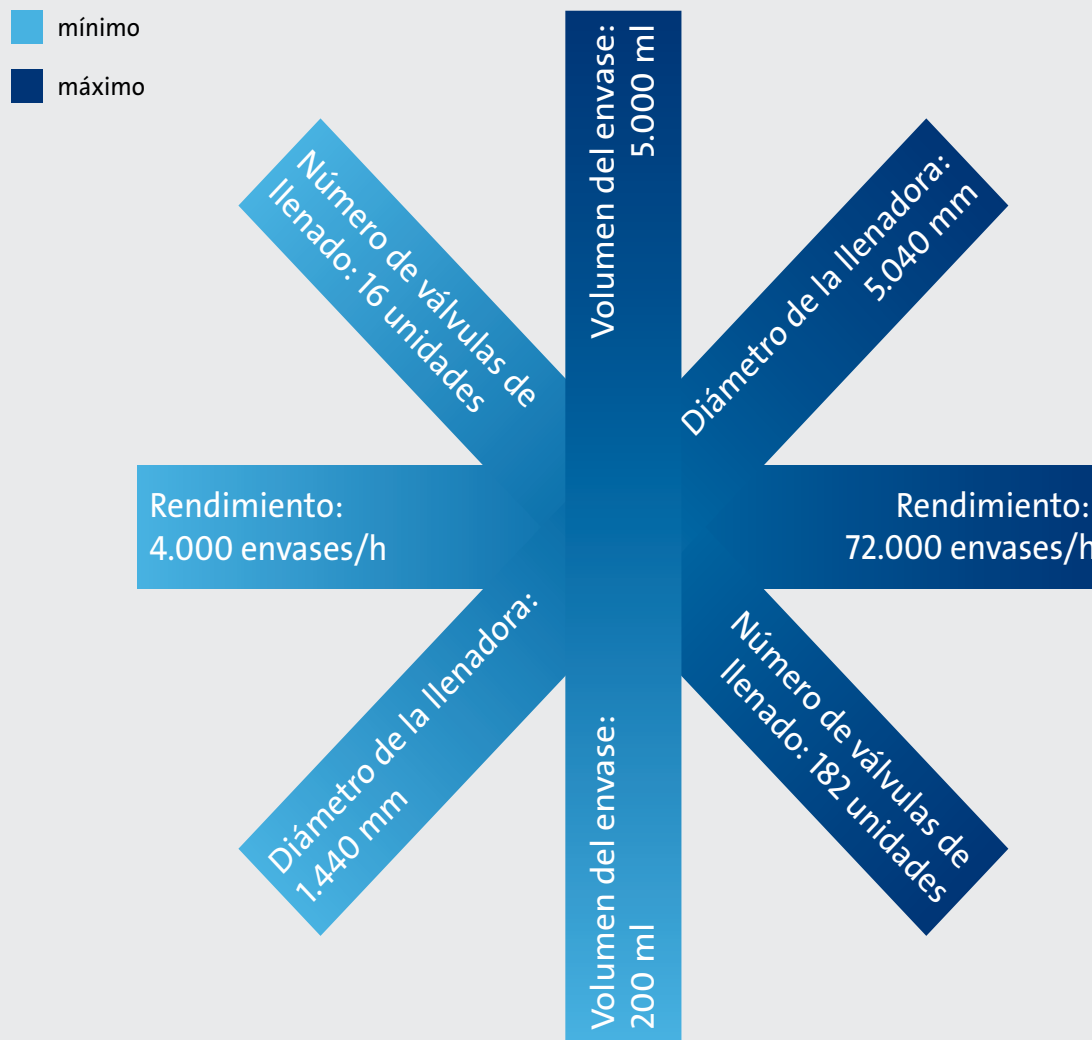 mínimo
máximo
Volumen del envase:
5.000 ml
Número de válvulas de
llenado: 16 unidades
Diámetro de la llenadora:
5.040 mm
Rendimiento:
4.000 envases/h
Rendimiento:
72.000 envases/h
Diámetro de la llenadora:
1.440 mm
Número de válvulas de
llenado: 182 unidades
Volumen del envase:
200 ml